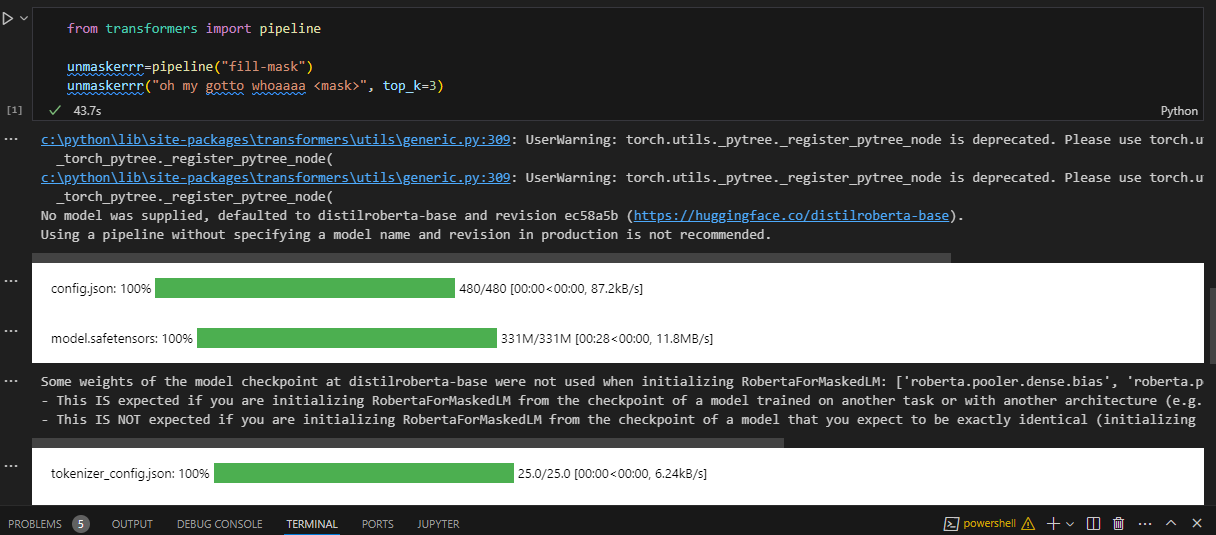 from transformers import pipeline
unmaskerrr=pipeline("fill-mask")
unmaskerrr("oh my gotto whoaaaa <mask>", top_k=3)
[1]
43.7s
Python
c:\python\lib\site-packages\transformers\utils\generic.py:309: UserWarning: torch.utils._pytree._register_pytree_node is deprecated. Please use torch.u
_torch_pytree._register_pytree_node(
c:\python\lib\site-packages\transformers\utils\generic.py:309: UserWarning: torch.utils._pytree._register_pytree_node is deprecated. Please use torch.u
_torch_pytree._register_pytree_node(
No model was supplied, defaulted to distilroberta-base and revision ec58a5b (https://huggingface.co/distilroberta-base).
Using a pipeline without specifying a model name and revision in production is not recommended.
config.json: 100% 480/480 [00:00<00:00, 87.2kB/s]
model.safetensors: 100% 331M/331M [00:28<00:00, 11.8MB/s]
Some weights of the model checkpoint at distilroberta-base were not used when initializing RobertaForMaskedLM: ['roberta.pooler.dense.bias', 'roberta.p
- This IS expected if you are initializing RobertaForMaskedLM from the checkpoint of a model trained on another task or with another architecture (e.g.
- This IS NOT expected if you are initializing RobertaForMaskedLM from the checkpoint of a model that you expect to be exactly identical (initializing
tokenizer_config.json: 100% 25.0/25.0 [00:00<00:00, 6.24kB/s]
PROBLEMS 5 OUTPUT DEBUG CONSOLE TERMINAL PORTS JUPYTER powershell